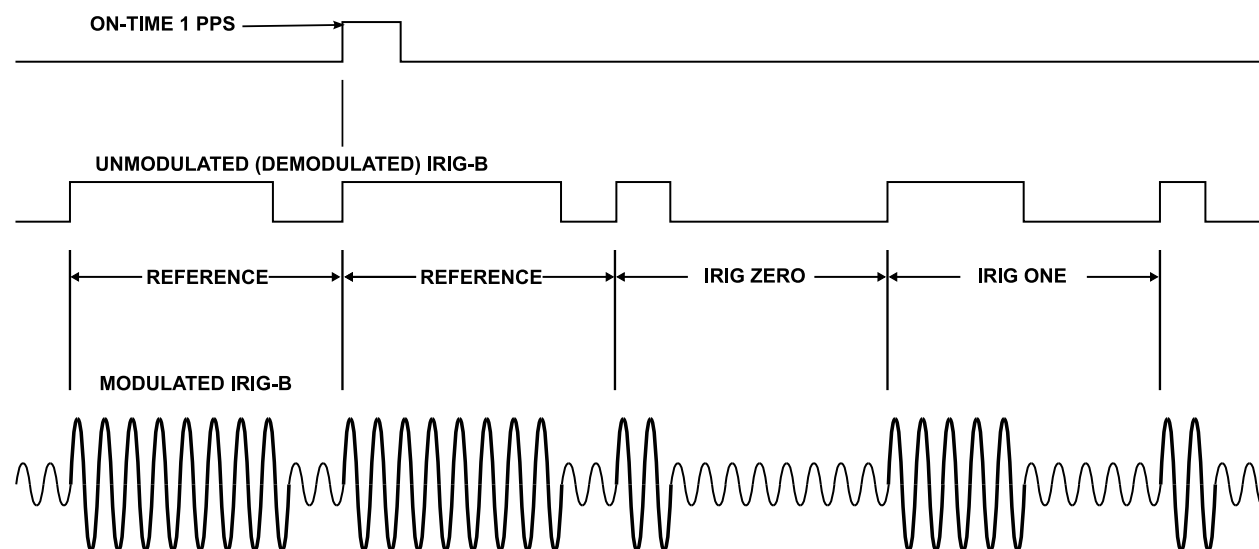 ON-TIME 1 PPS
UNMODULATED (DEMODULATED) IRIG-B
REFERENCE
REFERENCE
IRIG ZERO
IRIG ONE
MODULATED IRIG-B